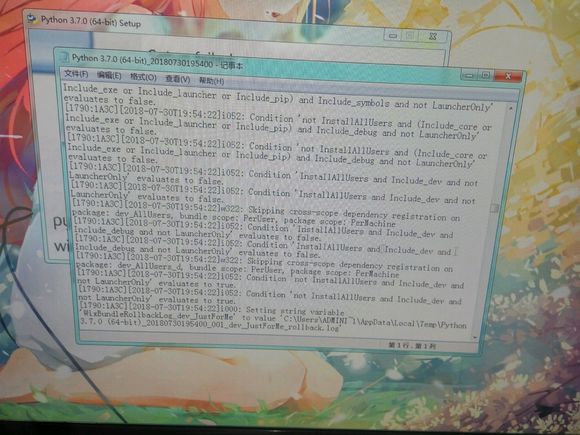 Python 3.7.0 (64-bit) Setup
Python 3.7.0 (64-bit)_20180730195400 - 记事本
文件(F) 编辑(E) 格式(O) 查看(V) 帮助(H)
Include_exe or Include_launcher or Include_pip) and Include_symbols and not LauncherOnly'
evaluates to false.
[1790:1A3C][2018-07-30T19:54:22]i052: Condition 'not InstallAllUsers and (Include_core or
Include_exe or Include_launcher or Include_pip) and Include_debug and not LauncherOnly'
evaluates to false.
[1790:1A3C][2018-07-30T19:54:22]i052: Condition 'not InstallAllUsers and (Include_core or
Include_exe or Include_launcher or Include_pip) and Include_debug and not LauncherOnly'
evaluates to false.
[1790:1A3C][2018-07-30T19:54:22]i052: Condition 'InstallAllUsers and Include_dev and not
LauncherOnly' evaluates to false.
[1790:1A3C][2018-07-30T19:54:22]i052: Condition 'InstallAllUsers and Include_dev and not
LauncherOnly' evaluates to false.
[1790:1A3C][2018-07-30T19:54:22]w322: Skipping cross-scope dependency registration on
package: dev_AllUsers, bundle scope: PerUser, package scope: PerMachine
[1790:1A3C][2018-07-30T19:54:22]i052: Condition 'InstallAllUsers and Include_dev and
Include_debug and not LauncherOnly' evaluates to false.
[1790:1A3C][2018-07-30T19:54:22]i052: Condition 'InstallAllUsers and Include_dev and
Include_debug and not LauncherOnly' evaluates to false.
[1790:1A3C][2018-07-30T19:54:22]w322: Skipping cross-scope dependency registration on
package: dev_AllUsers_d, bundle scope: PerUser, package scope: PerMachine
[1790:1A3C][2018-07-30T19:54:22]i052: Condition 'not InstallAllUsers and Include_dev and
not LauncherOnly' evaluates to true.
[1790:1A3C][2018-07-30T19:54:22]i052: Condition 'not InstallAllUsers and Include_dev and
not LauncherOnly' evaluates to true.
[1790:1A3C][2018-07-30T19:54:22]i000: Setting string variable
'WixBundleRollbackLog_dev_JustForMe' to value 'C:\Users\ADMINI~1\AppData\Local\Temp\Python
3.7.0 (64-bit)_20180730195400_001_dev_JustForMe_rollback.log'
第 1 行，第 1 列